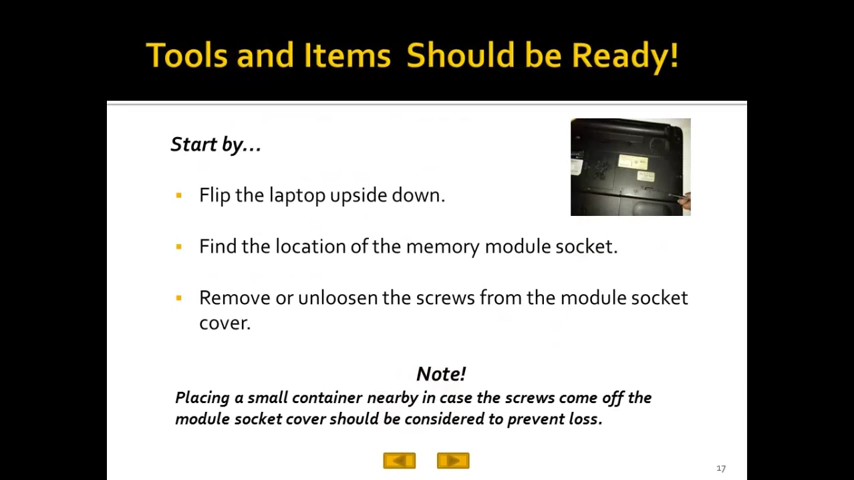 Tools and Items Should be Ready!
Start by...
Flip the laptop upside down.
Find the location of the memory module socket.
Remove or unloosen the screws from the module socket
cover.
Note!
Placing a small container nearby in case the screws come off the
module socket cover should be considered to prevent loss.
17